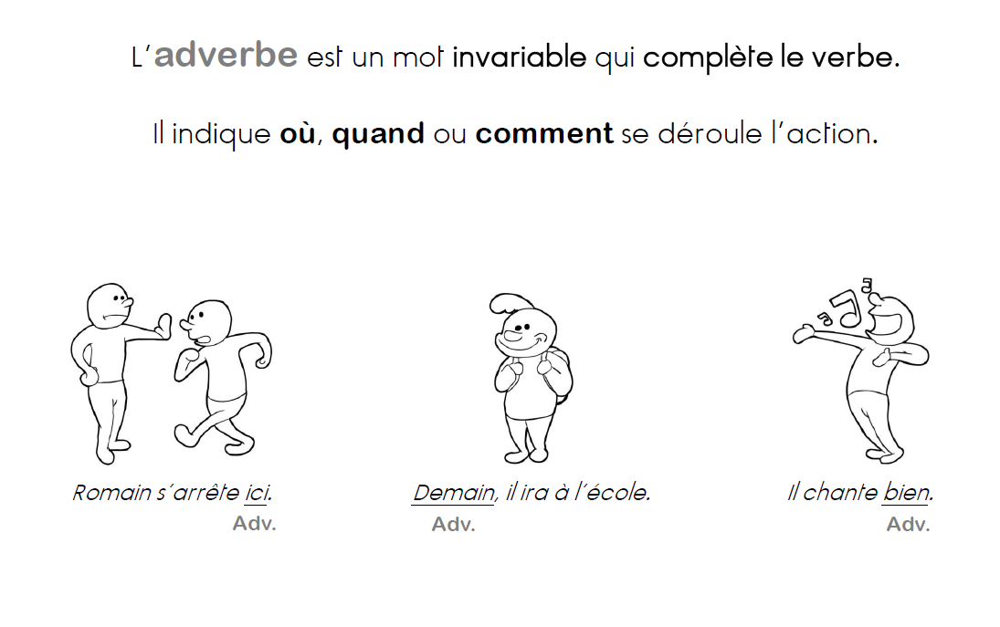 L'adverbe est un mot invariable qui complète le verbe.
Il indique où, quand ou comment se déroule l'action.
Romain s'arrête ici.
Adv.
Demain, il ira à l'école.
Adv.
Il chante bien.
Adv.